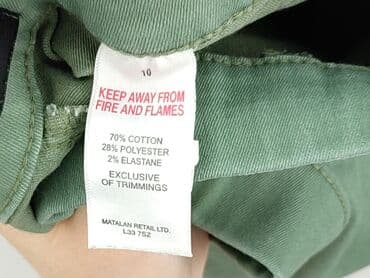 10
KEEP AWAY FROM
FIRE AND FLAMES
70% COTTON
28% POLYESTER
2% ELASTANE
EXCLUSIVE
OF TRIMMINGS
MATALAN RETAIL LTD.
L33 7SZ